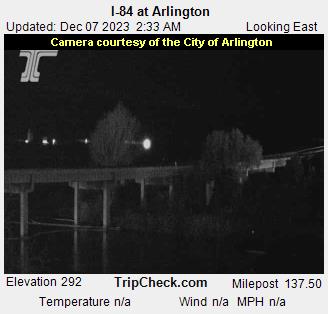 I-84 at Arlington
Updated: Dec 07 2023 2:33 AM Looking East
Camera courtesy of the City of Arlington
Elevation 292 TripCheck.com Milepost 137.50
Temperature n/a Wind n/a MPH n/a